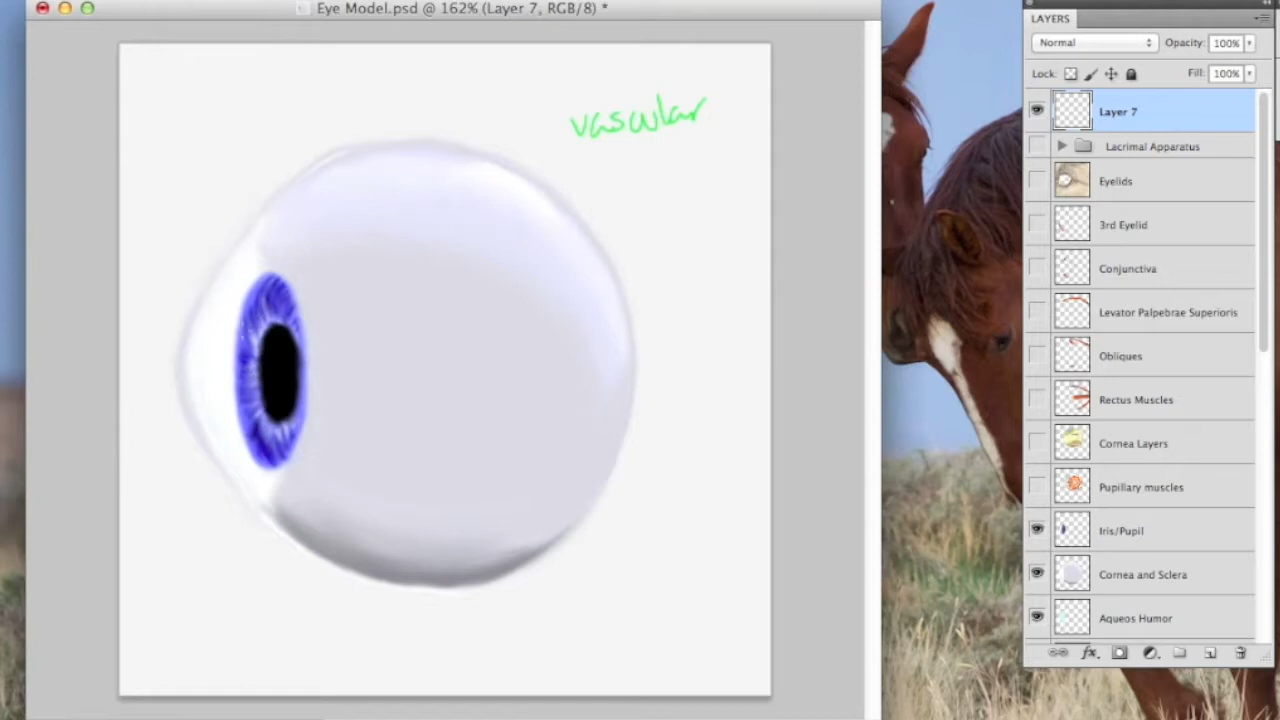 Eye Model.psd @ 162% (Layer 7, RGB/8) *
vascular
LAYERS
Normal
Opacity: 100%
Lock:
Fill: 100%
Layer 7
Lacrimal Apparatus
Eyelids
3rd Eyelid
Conjunctiva
Levator Palpebrae Superioris
Obliques
Rectus Muscles
Cornea Layers
Pupillary muscles
Iris/Pupil
Cornea and Sclera
Aqueos Humor
fx.